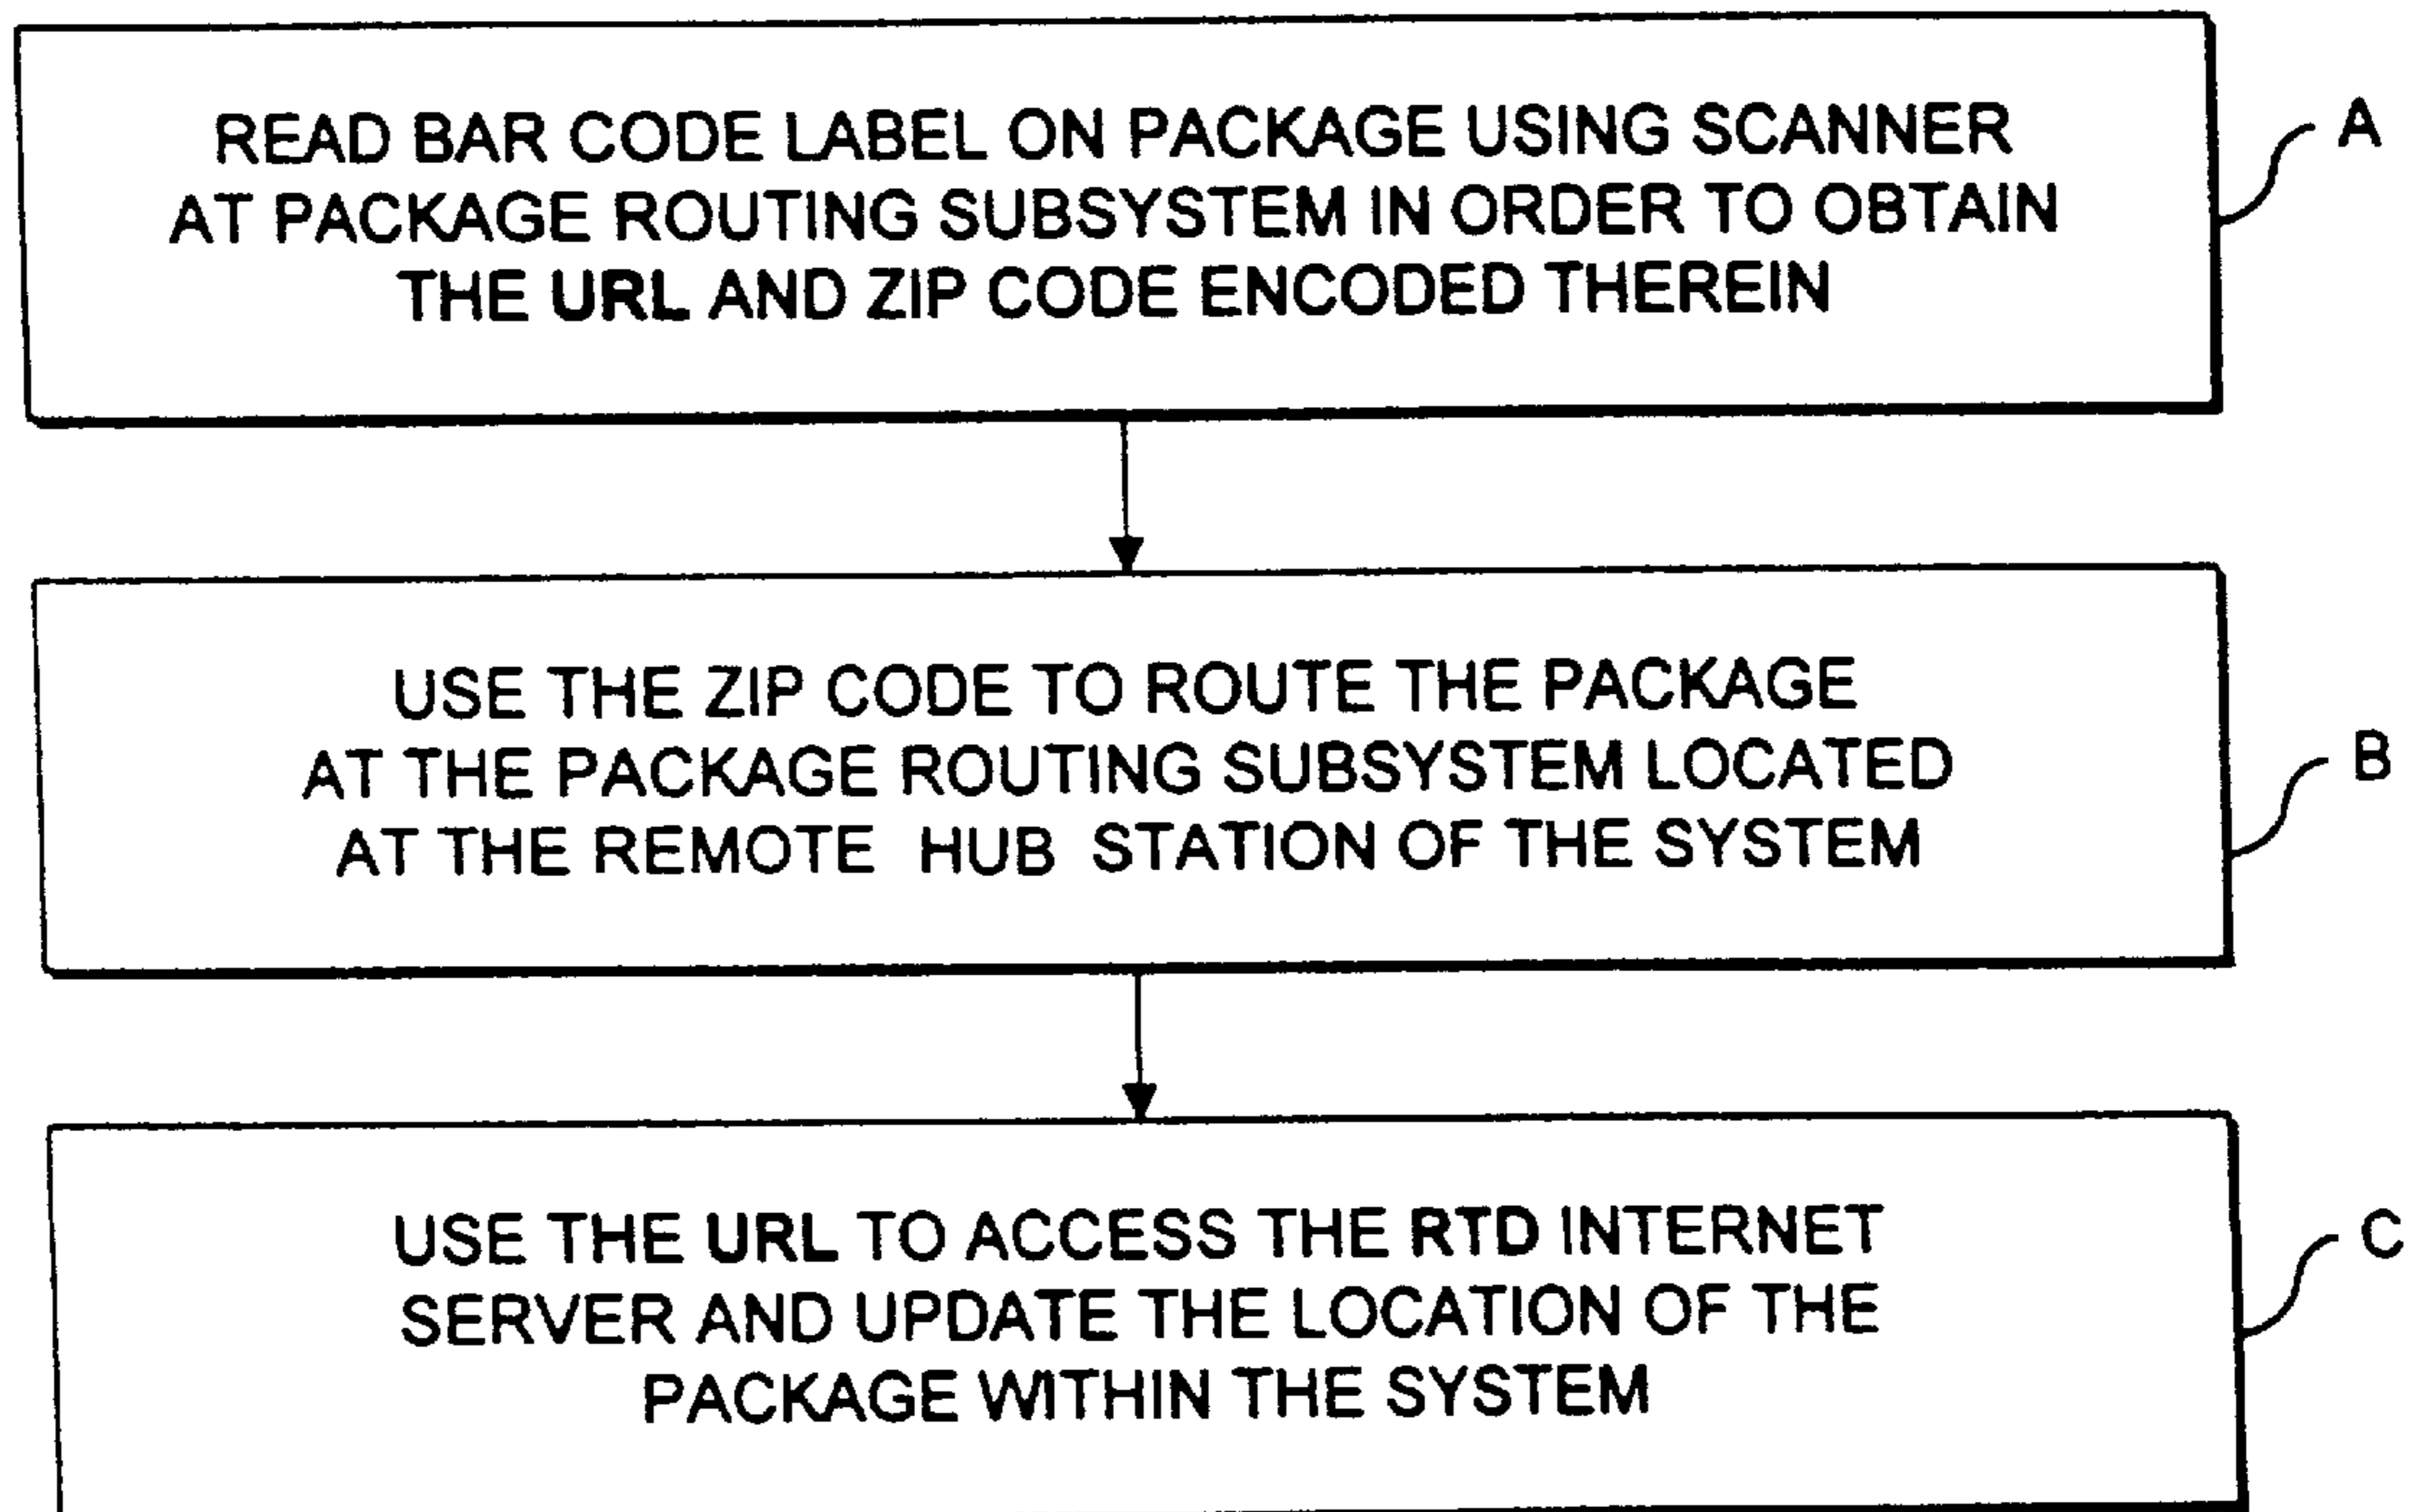 READ BAR CODE LABEL ON PACKAGE USING SCANNER
AT PACKAGE ROUTING SUBSYSTEM IN ORDER TO OBTAIN
THE URL AND ZIP CODE ENCODED THEREIN
A
USE THE ZIP CODE TO ROUTE THE PACKAGE
AT THE PACKAGE ROUTING SUBSYSTEM LOCATED
AT THE REMOTE HUB STATION OF THE SYSTEM
B
USE THE URL TO ACCESS THE RTD INTERNET
SERVER AND UPDATE THE LOCATION OF THE
PACKAGE WITHIN THE SYSTEM
C